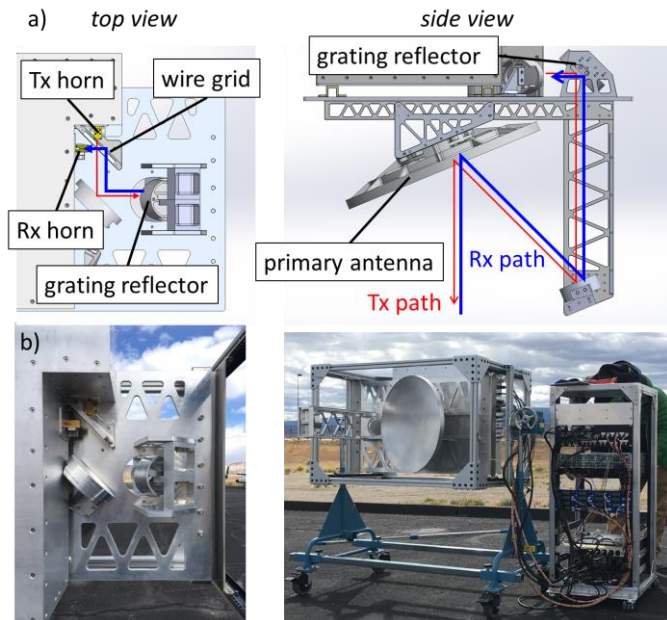 a) top view
side view
grating reflector
Tx horn
wire grid
Rx horn
grating reflector
primary antenna
Rx path
Tx path
b)